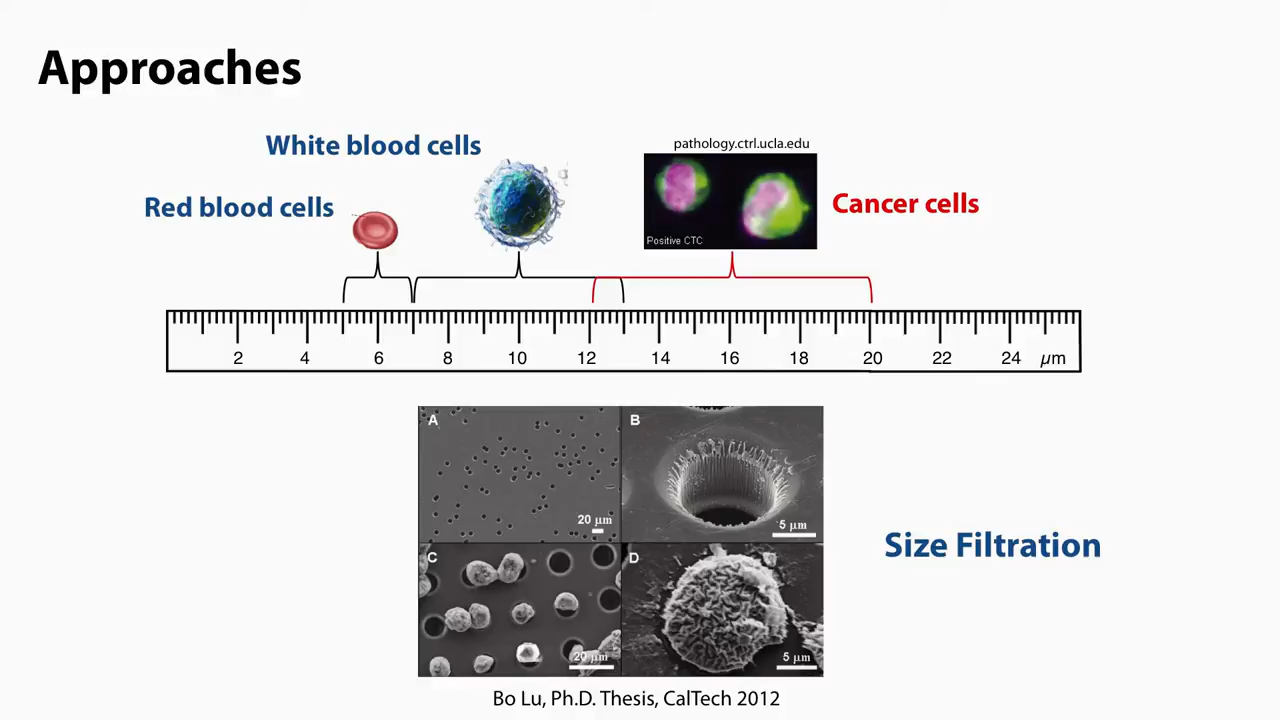 Approaches
White blood cells
pathology.ctrl.ucla.edu
Red blood cells
Positive CTC
Cancer cells
2 4 6 8 10 12 14 16 18 20 22 24 µm
A
B
20 µm
5 µm
C
D
20 µm
5 µm
Size Filtration
Bo Lu, Ph.D. Thesis, CalTech 2012